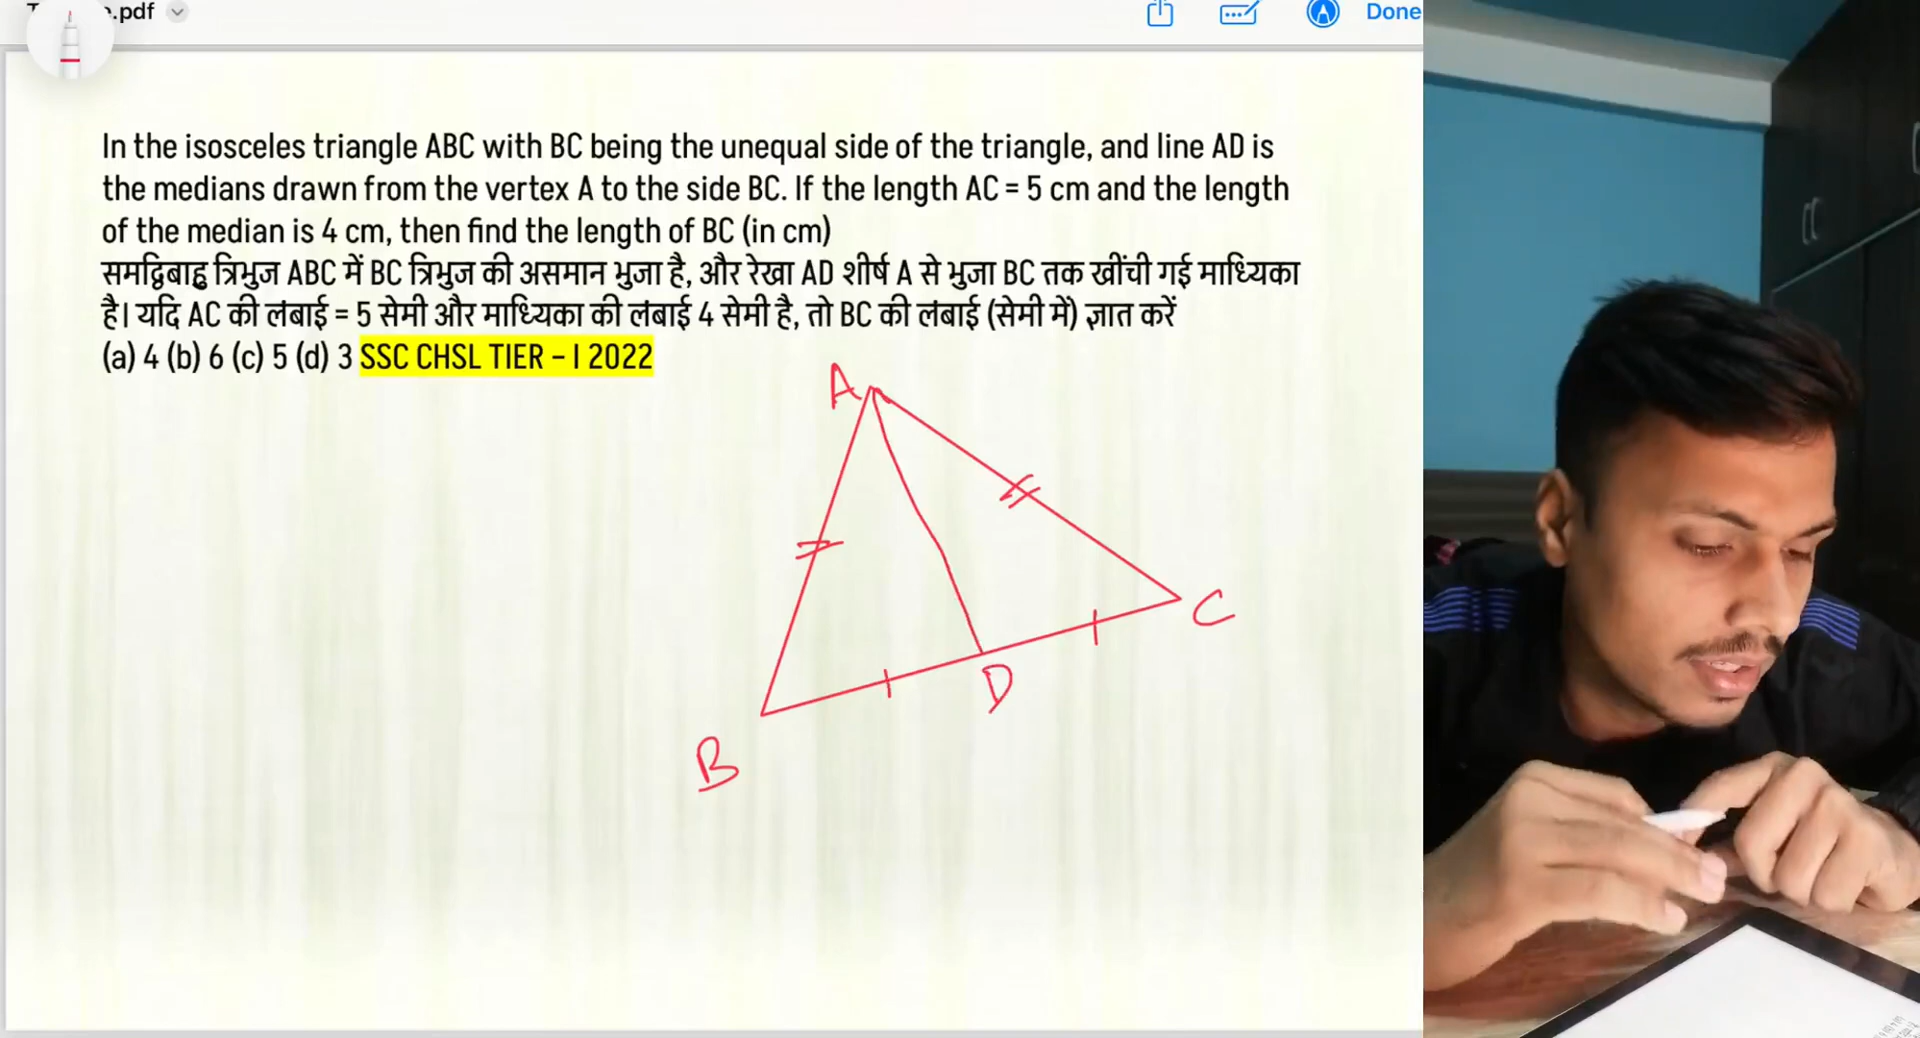 .pdf
Done
In the isosceles triangle ABC with BC being the unequal side of the triangle, and line AD is
the medians drawn from the vertex A to the side BC. If the length AC = 5 cm and the length
of the median is 4 cm, then find the length of BC (in cm)
समद्विबाहु त्रिभुज ABC में BC त्रिभुज की असमान भुजा है, और रेखा AD शीर्ष A से भुजा BC तक खींची गई माध्यिका
है। यदि AC की लंबाई = 5 सेमी और माध्यिका की लंबाई 4 सेमी है, तो BC की लंबाई (सेमी में) ज्ञात करें
(a) 4 (b) 6 (c) 5 (d) 3 SSC CHSL TIER – I 2022
A
C
D
B